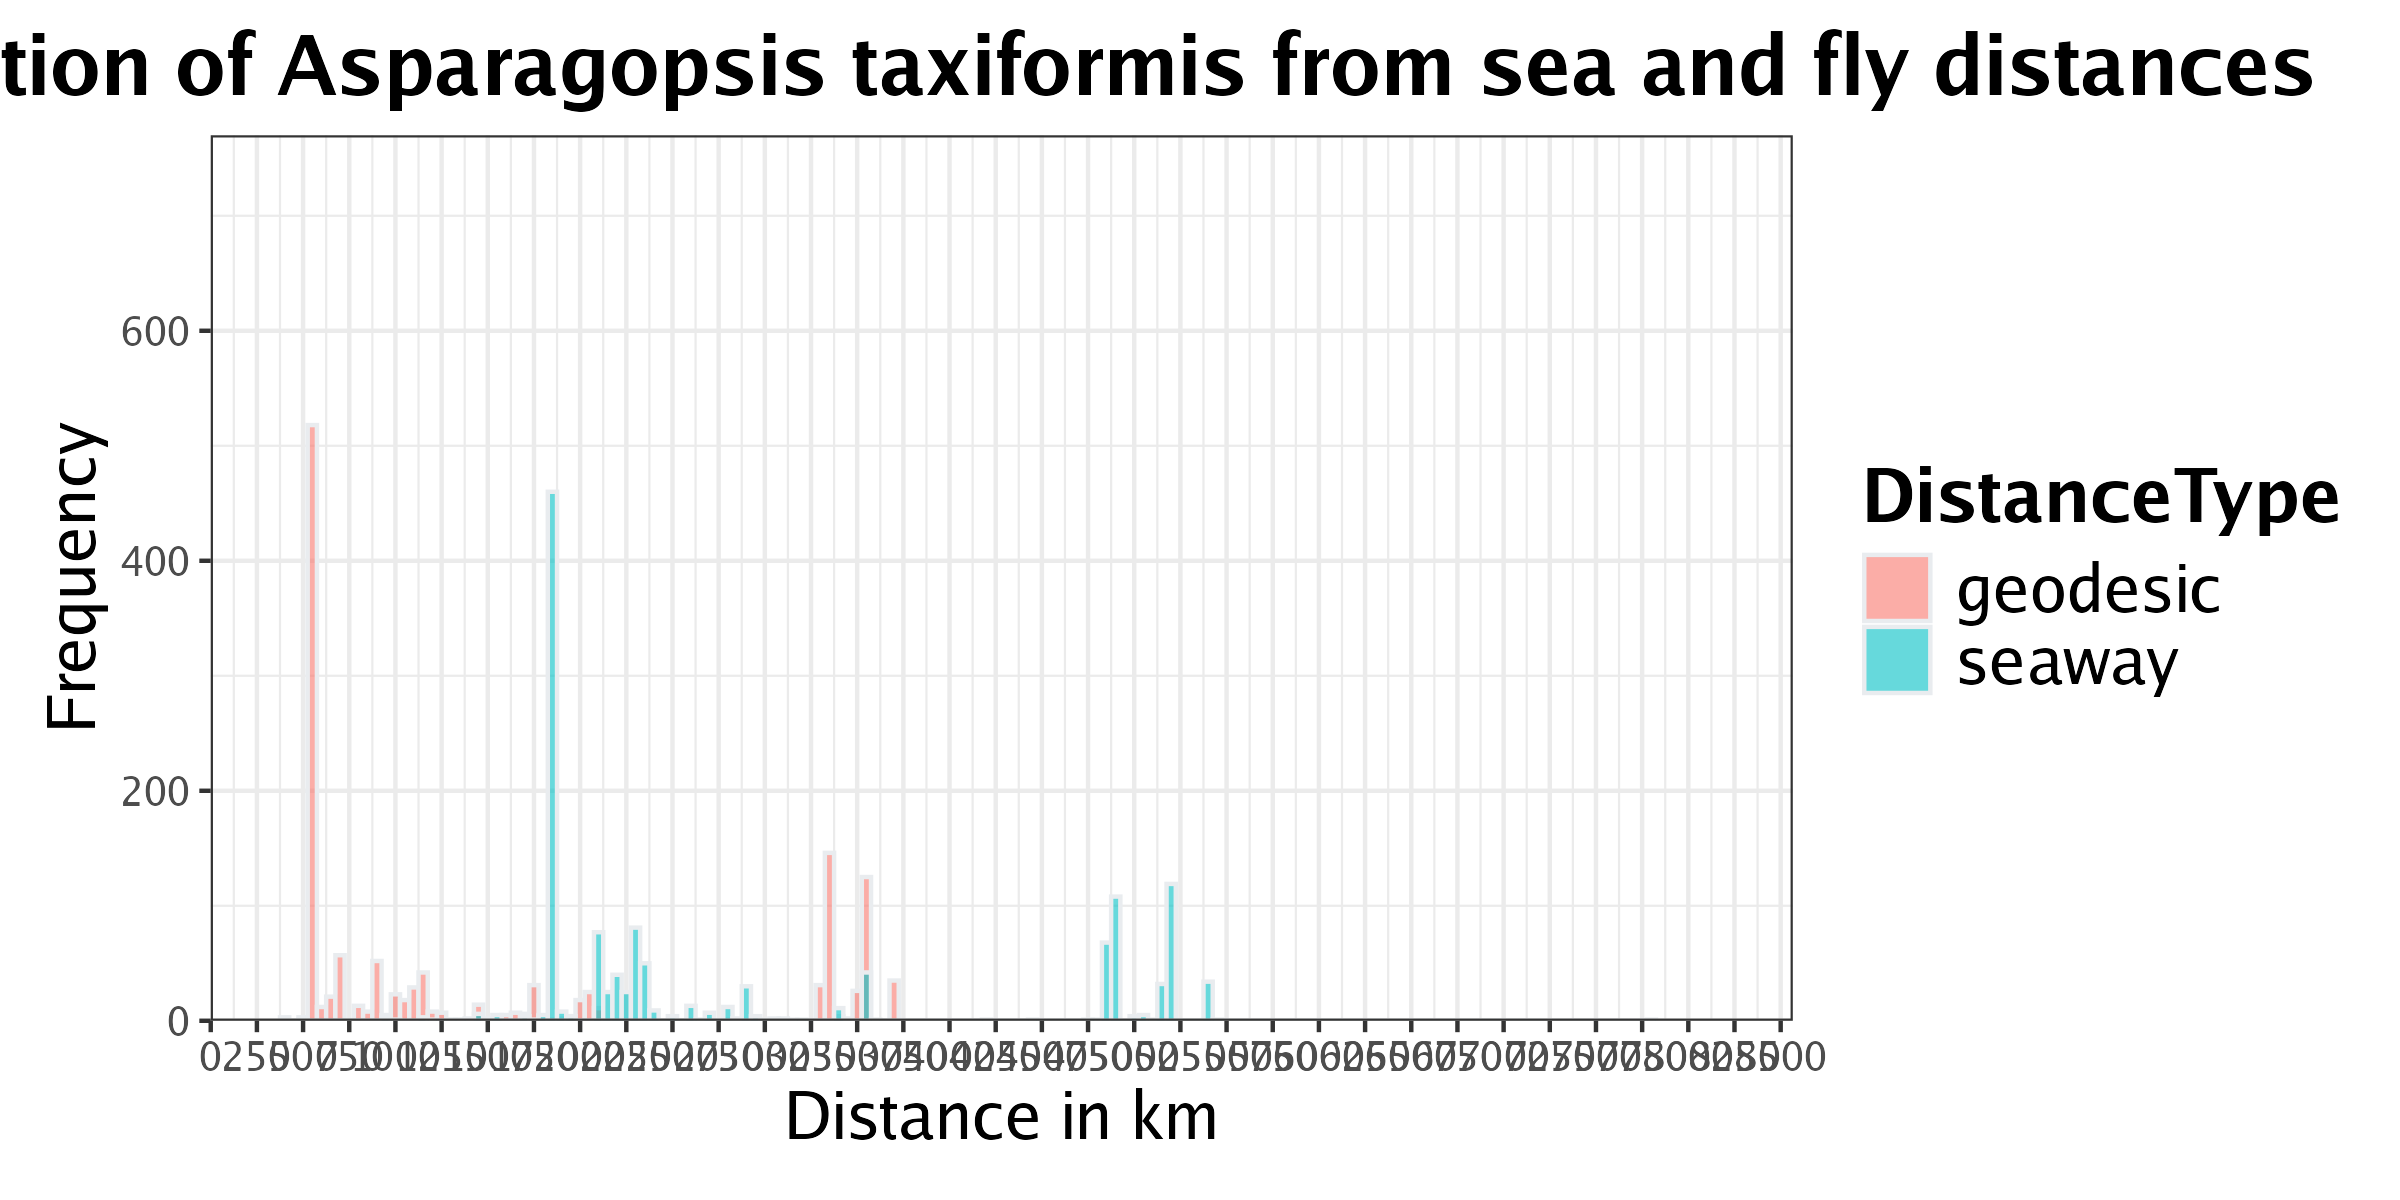 tion of Asparagopsis taxiformis from sea and fly distances
600
400
200
0
Frequency
Distance in km
DistanceType
geodesic
seaway